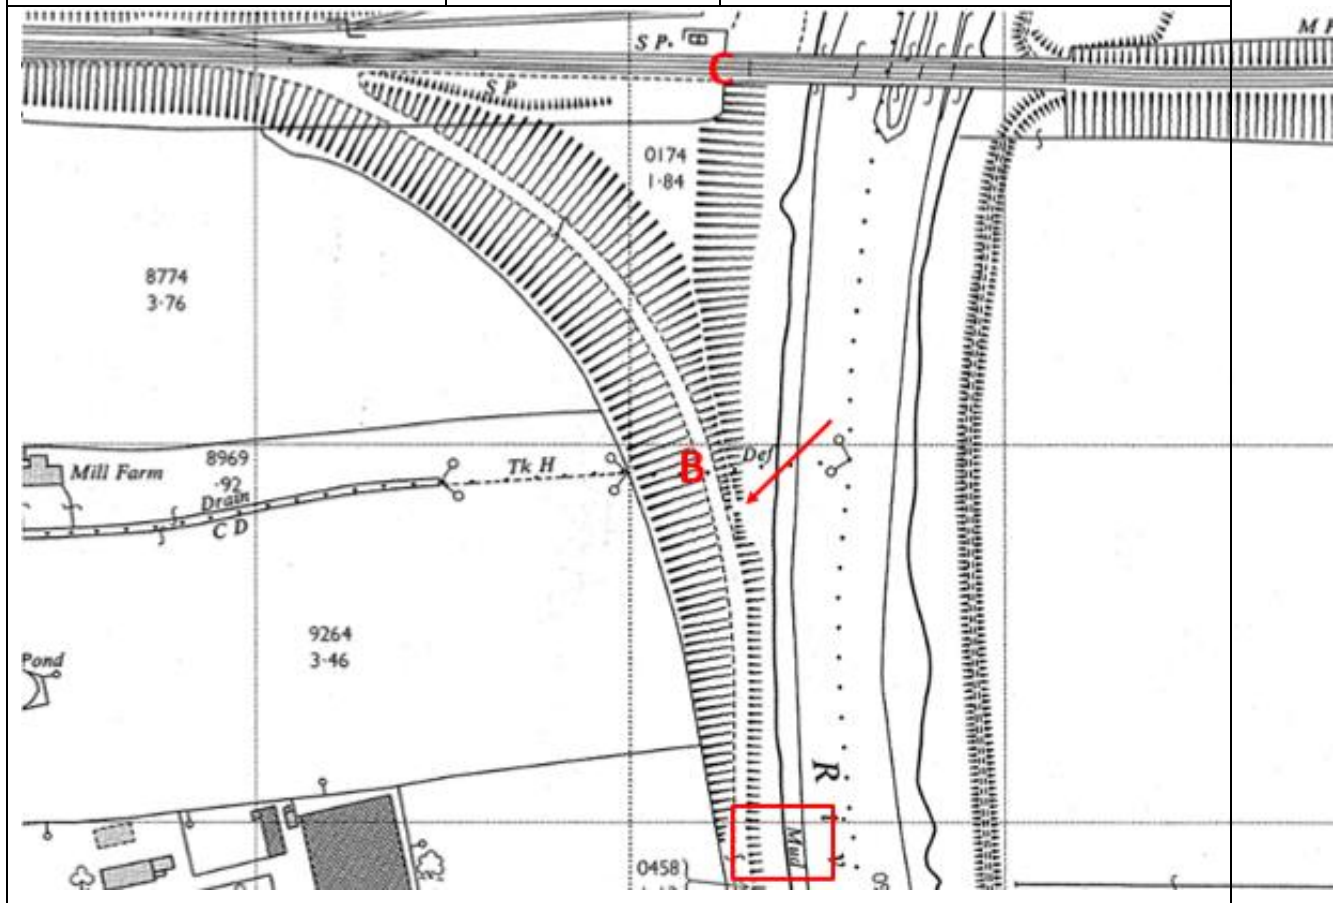 S P.
M P
C
S P
0174
1·84
8774
3·76
8969
·92
Mill Farm
Drain
C D
Tk H
B
Def
9264
3·46
Pond
R
Mud
0458